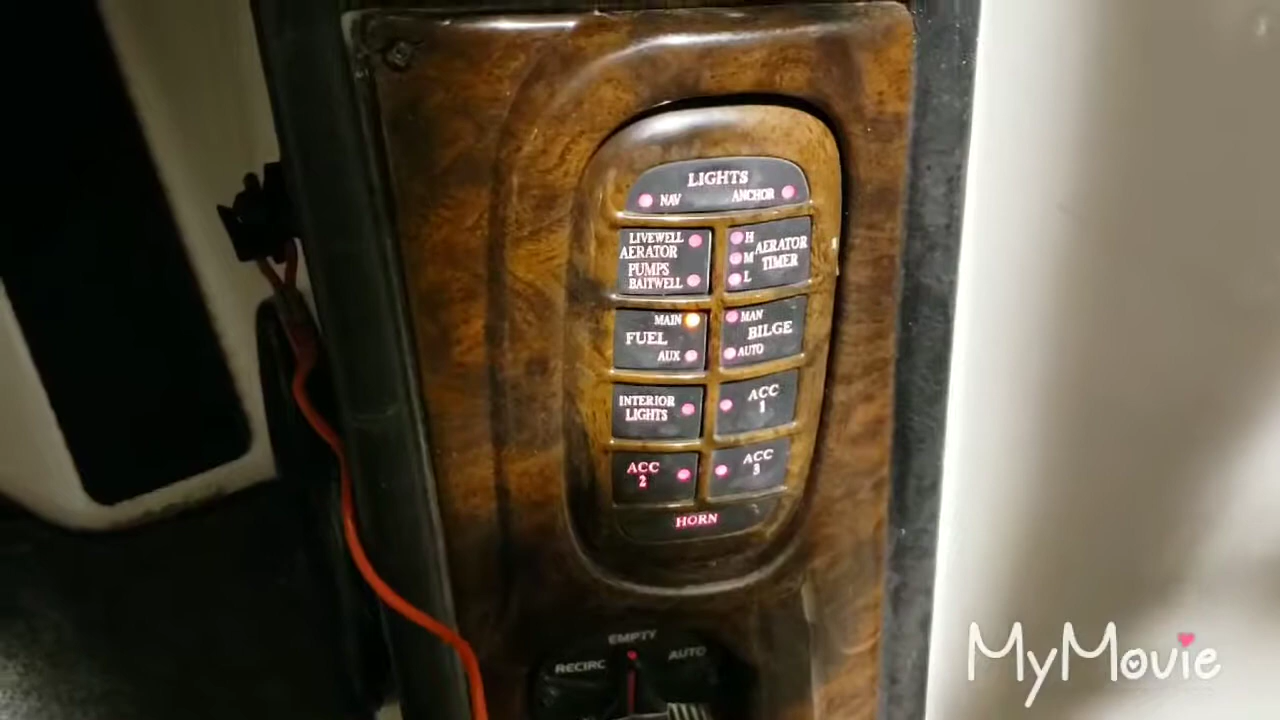 LIGHTS
NAV ANCHOR
LIVEWELL
AERATOR
PUMPS
BAITWELL
H
M
L
AERATOR
TIMER
MAIN
FUEL
AUX
MAN
BILGE
AUTO
INTERIOR
LIGHTS
ACC
1
ACC
2
ACC
3
HORN
EMPTY
RECIRC AUTO
MyMovie